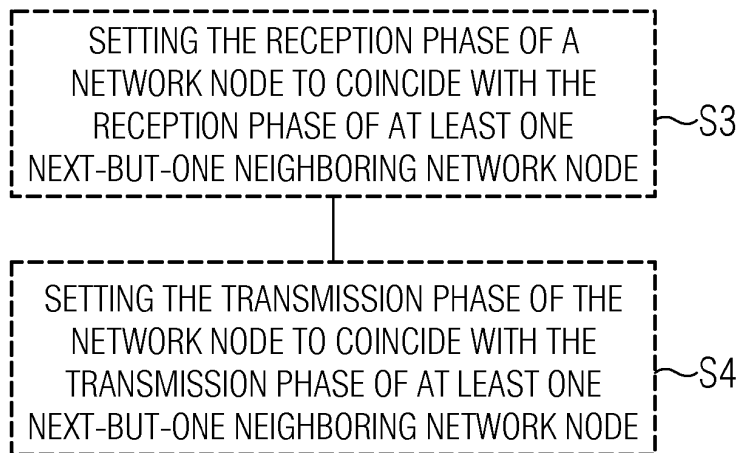 SETTING THE RECEPTION PHASE OF A
NETWORK NODE TO COINCIDE WITH THE
RECEPTION PHASE OF AT LEAST ONE
NEXT-BUT-ONE NEIGHBORING NETWORK NODE
S3
SETTING THE TRANSMISSION PHASE OF THE
NETWORK NODE TO COINCIDE WITH THE
TRANSMISSION PHASE OF AT LEAST ONE
NEXT-BUT-ONE NEIGHBORING NETWORK NODE
S4